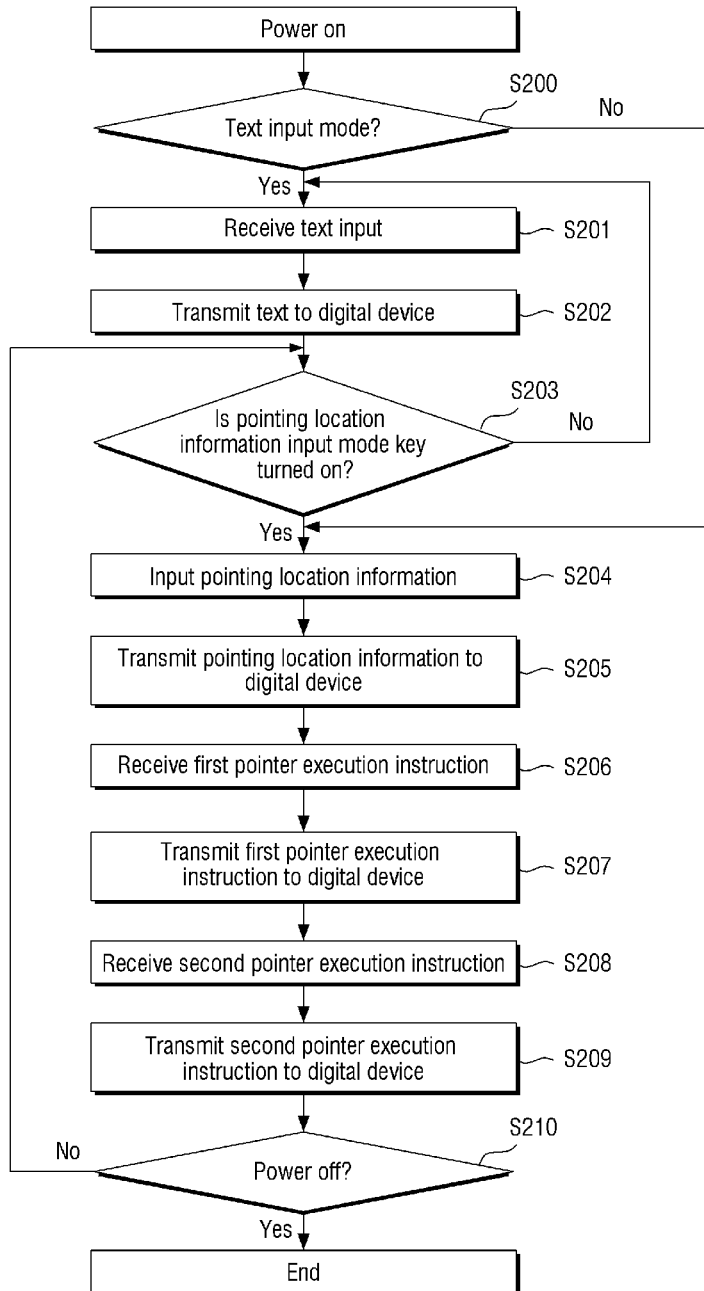 Power on
S200
Text input mode?
No
Yes
Receive text input
S201
Transmit text to digital device
S202
S203
Is pointing location
information input mode key
turned on?
No
Yes
Input pointing location information
S204
Transmit pointing location information to
digital device
S205
Receive first pointer execution instruction
S206
Transmit first pointer execution
instruction to digital device
S207
Receive second pointer execution instruction
S208
Transmit second pointer execution
instruction to digital device
S209
S210
No
Power off?
Yes
End